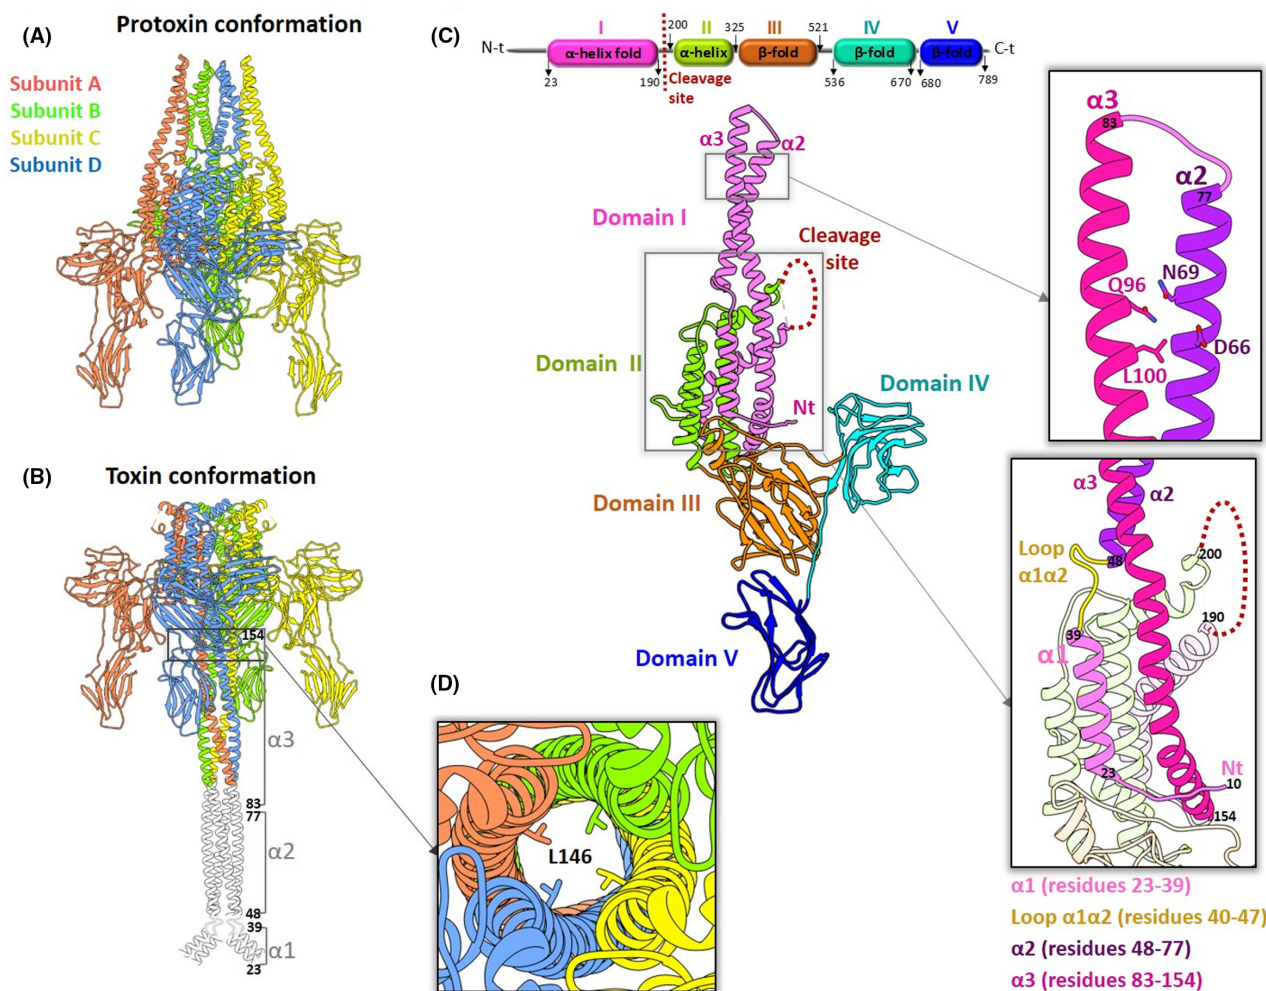 Protoxin conformation
(A)
Subunit A
Subunit B
Subunit C
Subunit D
(B)
Toxin conformation
154
α3
83
77
α2
48
39
α1
23
(C)
I
200
II
325
III
521
IV
V
N-t
α-helix fold
α-helix
β-fold
β-fold
β-fold
C-t
23
190
Cleavage
site
536
670
680
789
α3
α2
Domain I
Cleavage
site
Domain II
Nt
Domain IV
Domain III
Domain V
α3
83
α2
77
N69
Q96
D66
L100
α3
α2
Loop
α1α2
48
200
39
190
α1
23
Nt
10
154
α1 (residues 23-39)
Loop α1α2 (residues 40-47)
α2 (residues 48-77)
α3 (residues 83-154)
(D)
L146